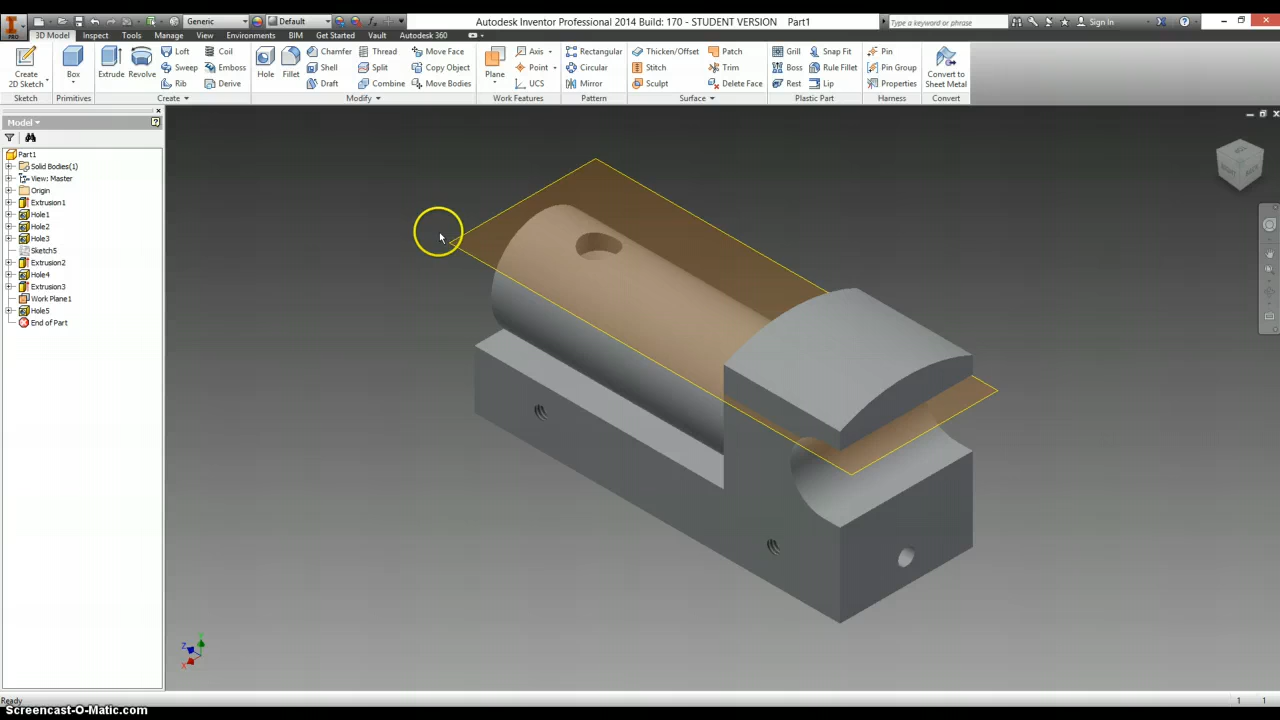 Generic
Default
Autodesk Inventor Professional 2014 Build: 170 - STUDENT VERSION Part1
Type a keyword or phrase
Sign In
PRO
3D Model Inspect Tools Manage View Environments BIM Get Started Vault Autodesk 360
Create
2D Sketch
Sketch
Box
Primitives
Extrude
Revolve
Loft
Sweep
Rib
Coil
Emboss
Derive
Create
Hole
Fillet
Chamfer
Shell
Draft
Thread
Split
Combine
Move Face
Copy Object
Move Bodies
Modify
Plane
Axis
Point
UCS
Work Features
Rectangular
Circular
Mirror
Pattern
Thicken/Offset
Stitch
Sculpt
Patch
Trim
Delete Face
Surface
Grill
Boss
Rest
Snap Fit
Rule Fillet
Lip
Plastic Part
Pin
Pin Group
Properties
Harness
Convert to
Sheet Metal
Convert
Model
Part1
Solid Bodies(1)
View: Master
Origin
Extrusion1
Hole1
Hole2
Hole3
Sketch5
Extrusion2
Hole4
Extrusion3
Work Plane1
Hole5
End of Part
Z
Y
X
Ready
1 1
Screencast-O-Matic.com